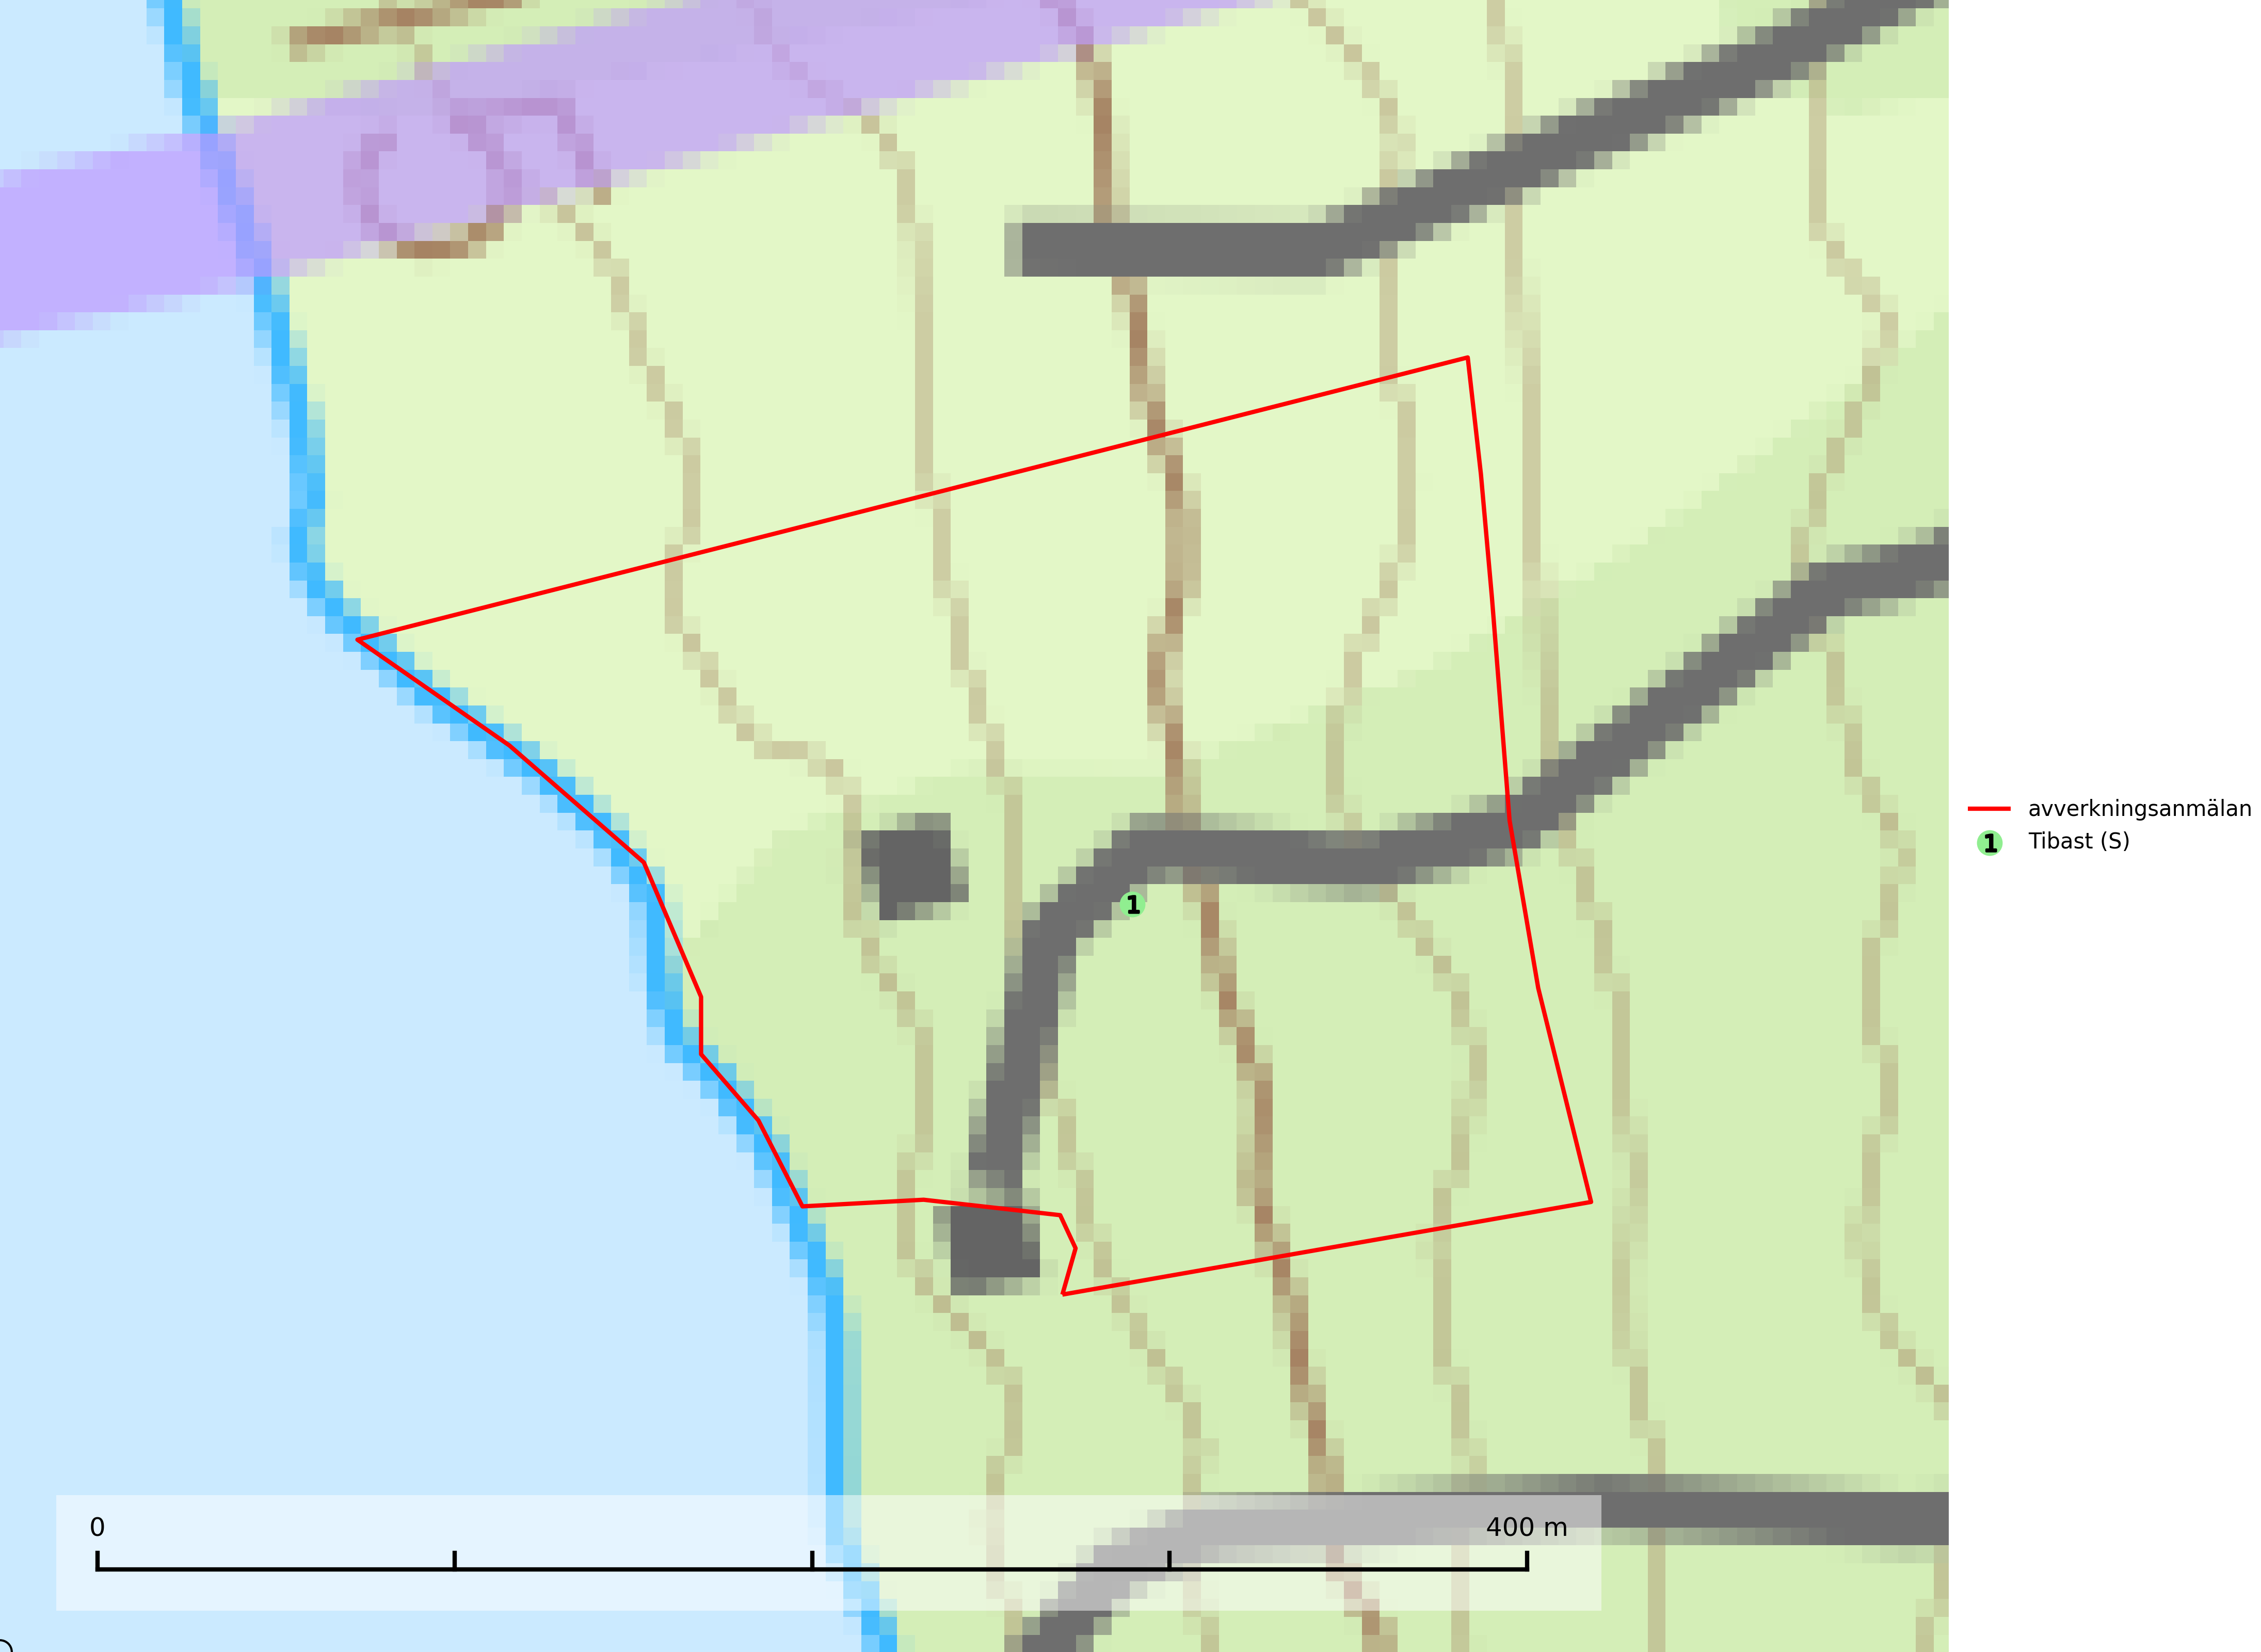 1
avverkningsanmälan
1 Tibast (S)
0 400 m